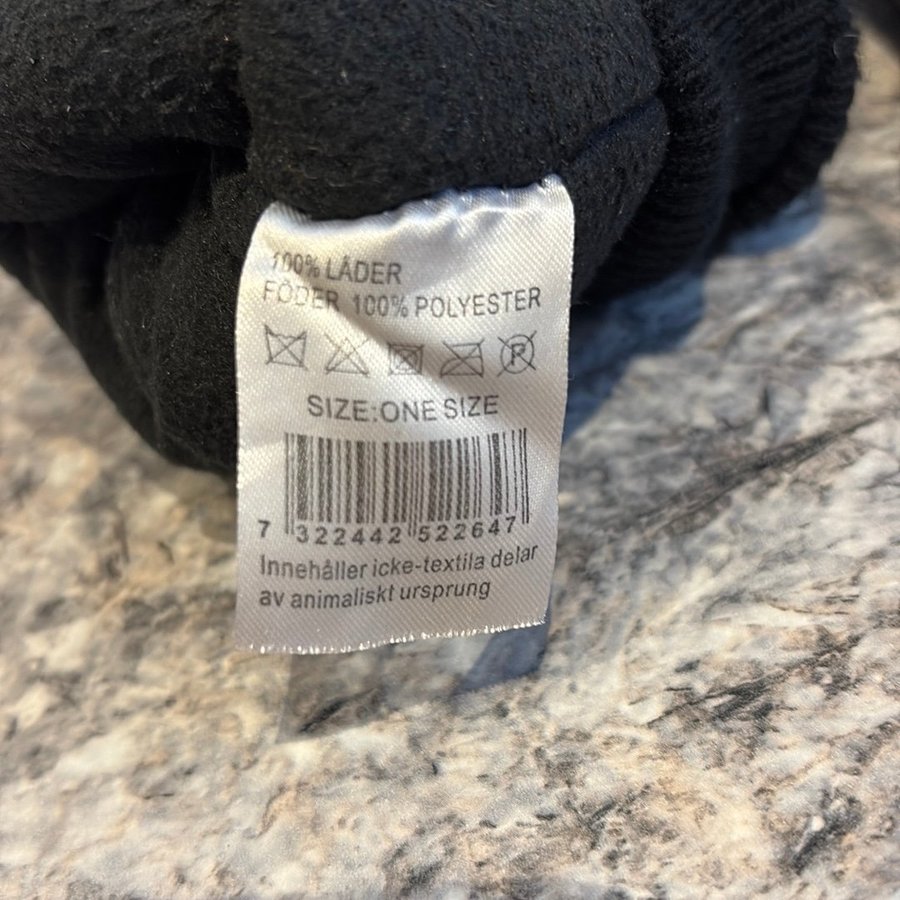 100% LÄDER
FÖDER 100% POLYESTER
P
SIZE:ONE SIZE
7 322442 522647
Innehåller icke-textila delar
av animaliskt ursprung